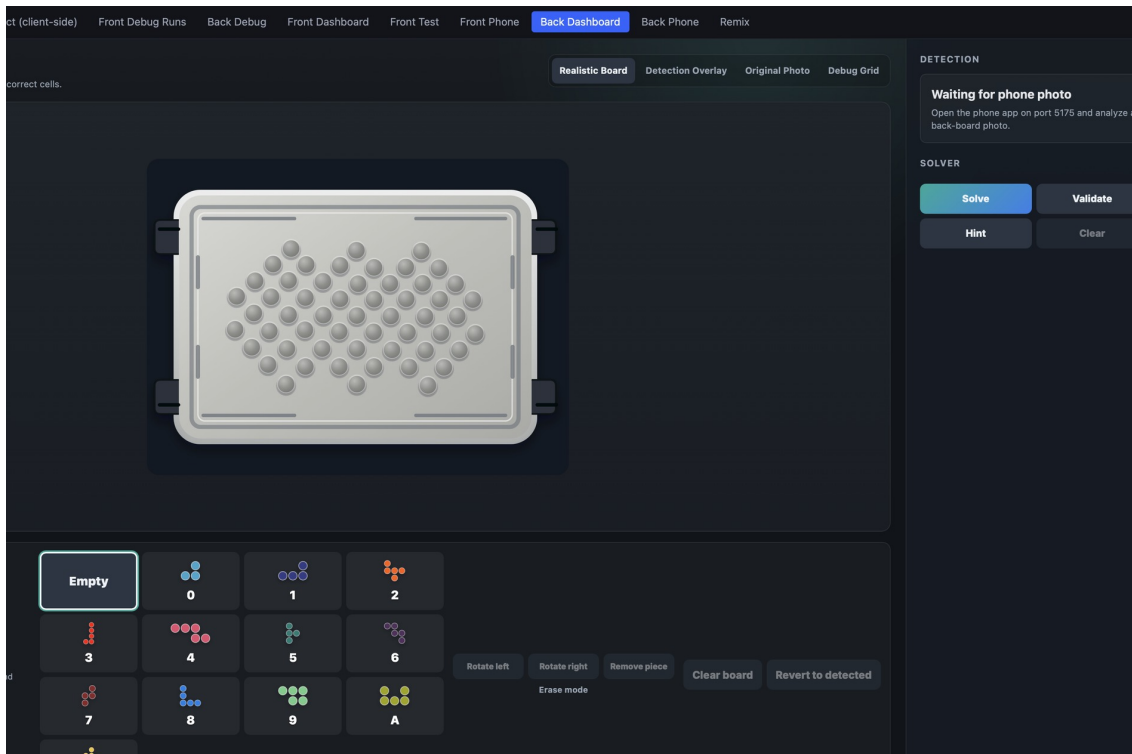 ct (client-side) Front Debug Runs Back Debug Front Dashboard Front Test Front Phone Back Dashboard Back Phone Remix
correct cells.
Realistic Board Detection Overlay Original Photo Debug Grid
DETECTION
Waiting for phone photo
Open the phone app on port 5175 and analyze a
back-board photo.
SOLVER
Solve Validate
Hint Clear
Empty 0 1 2
3 4 5 6
7 8 9 A
Rotate left Rotate right Remove piece Clear board Revert to detected
Erase mode